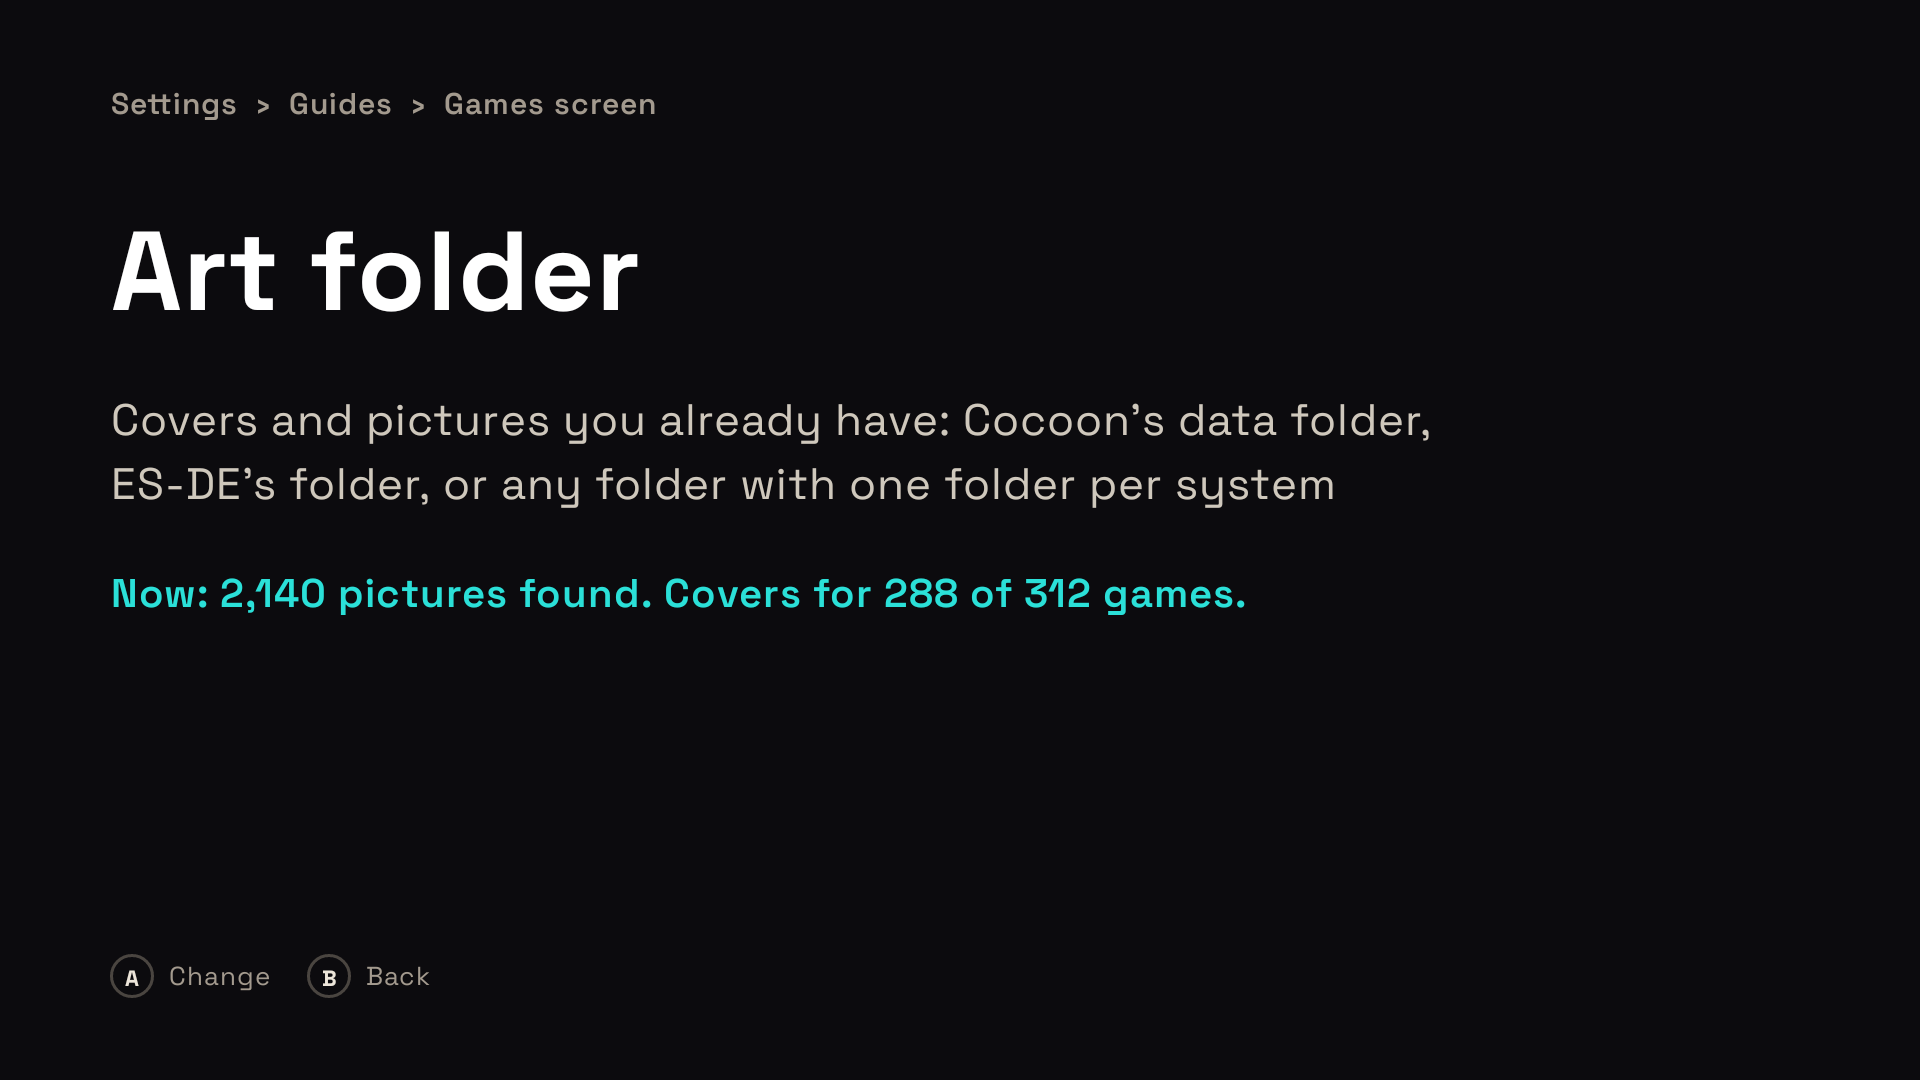 Settings > Guides > Games screen
Art folder
Covers and pictures you already have: Cocoon’s data folder,
ES-DE’s folder, or any folder with one folder per system
Now: 2,140 pictures found. Covers for 288 of 312 games.
A Change B Back